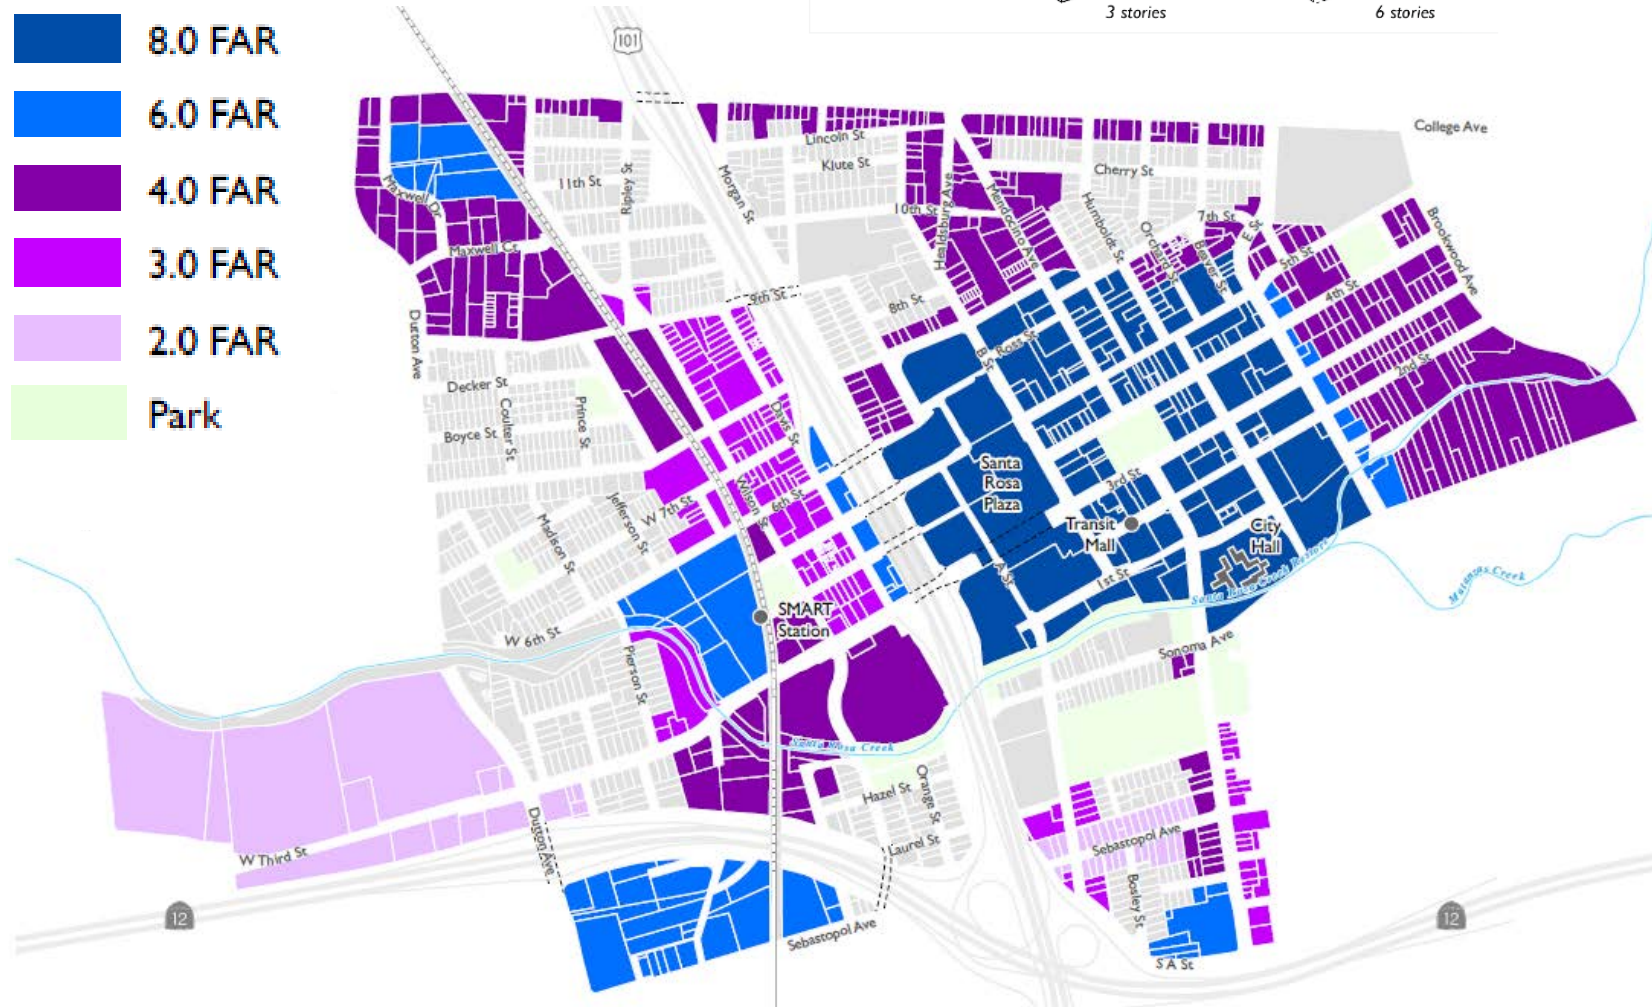 3 stories
6 stories
8.0 FAR
6.0 FAR
4.0 FAR
3.0 FAR
2.0 FAR
Park
101
College Ave
Lincoln St
Klute St
Cherry St
11th St
Ripley St
Morgan St
Maxwell Dr
Maxwell Ct
10th St
Healdsburg Ave
Mendocino Ave
Humboldt St
Orchard St
7th St
Beaver St
E St
5th St
4th St
Brookwood Ave
9th St
8th St
Ross St
B St
2nd St
Dutton Ave
Decker St
Coulter St
Boyce St
Prince St
Davis St
Santa
Rosa
Plaza
3rd St
Transit
Mall
City
Hall
Wilson St
6th St
W 7th St
Jefferson St
Madison St
A St
1st St
Santa Rosa Creek
Matanzas Creek
SMART
Station
W 6th St
Pierson St
Sonoma Ave
Santa Rosa Creek
Hazel St
Orange St
Laurel St
W Third St
Dutton Ave
Sebastopol Ave
Bosley St
12
12
Sebastopol Ave
S A St